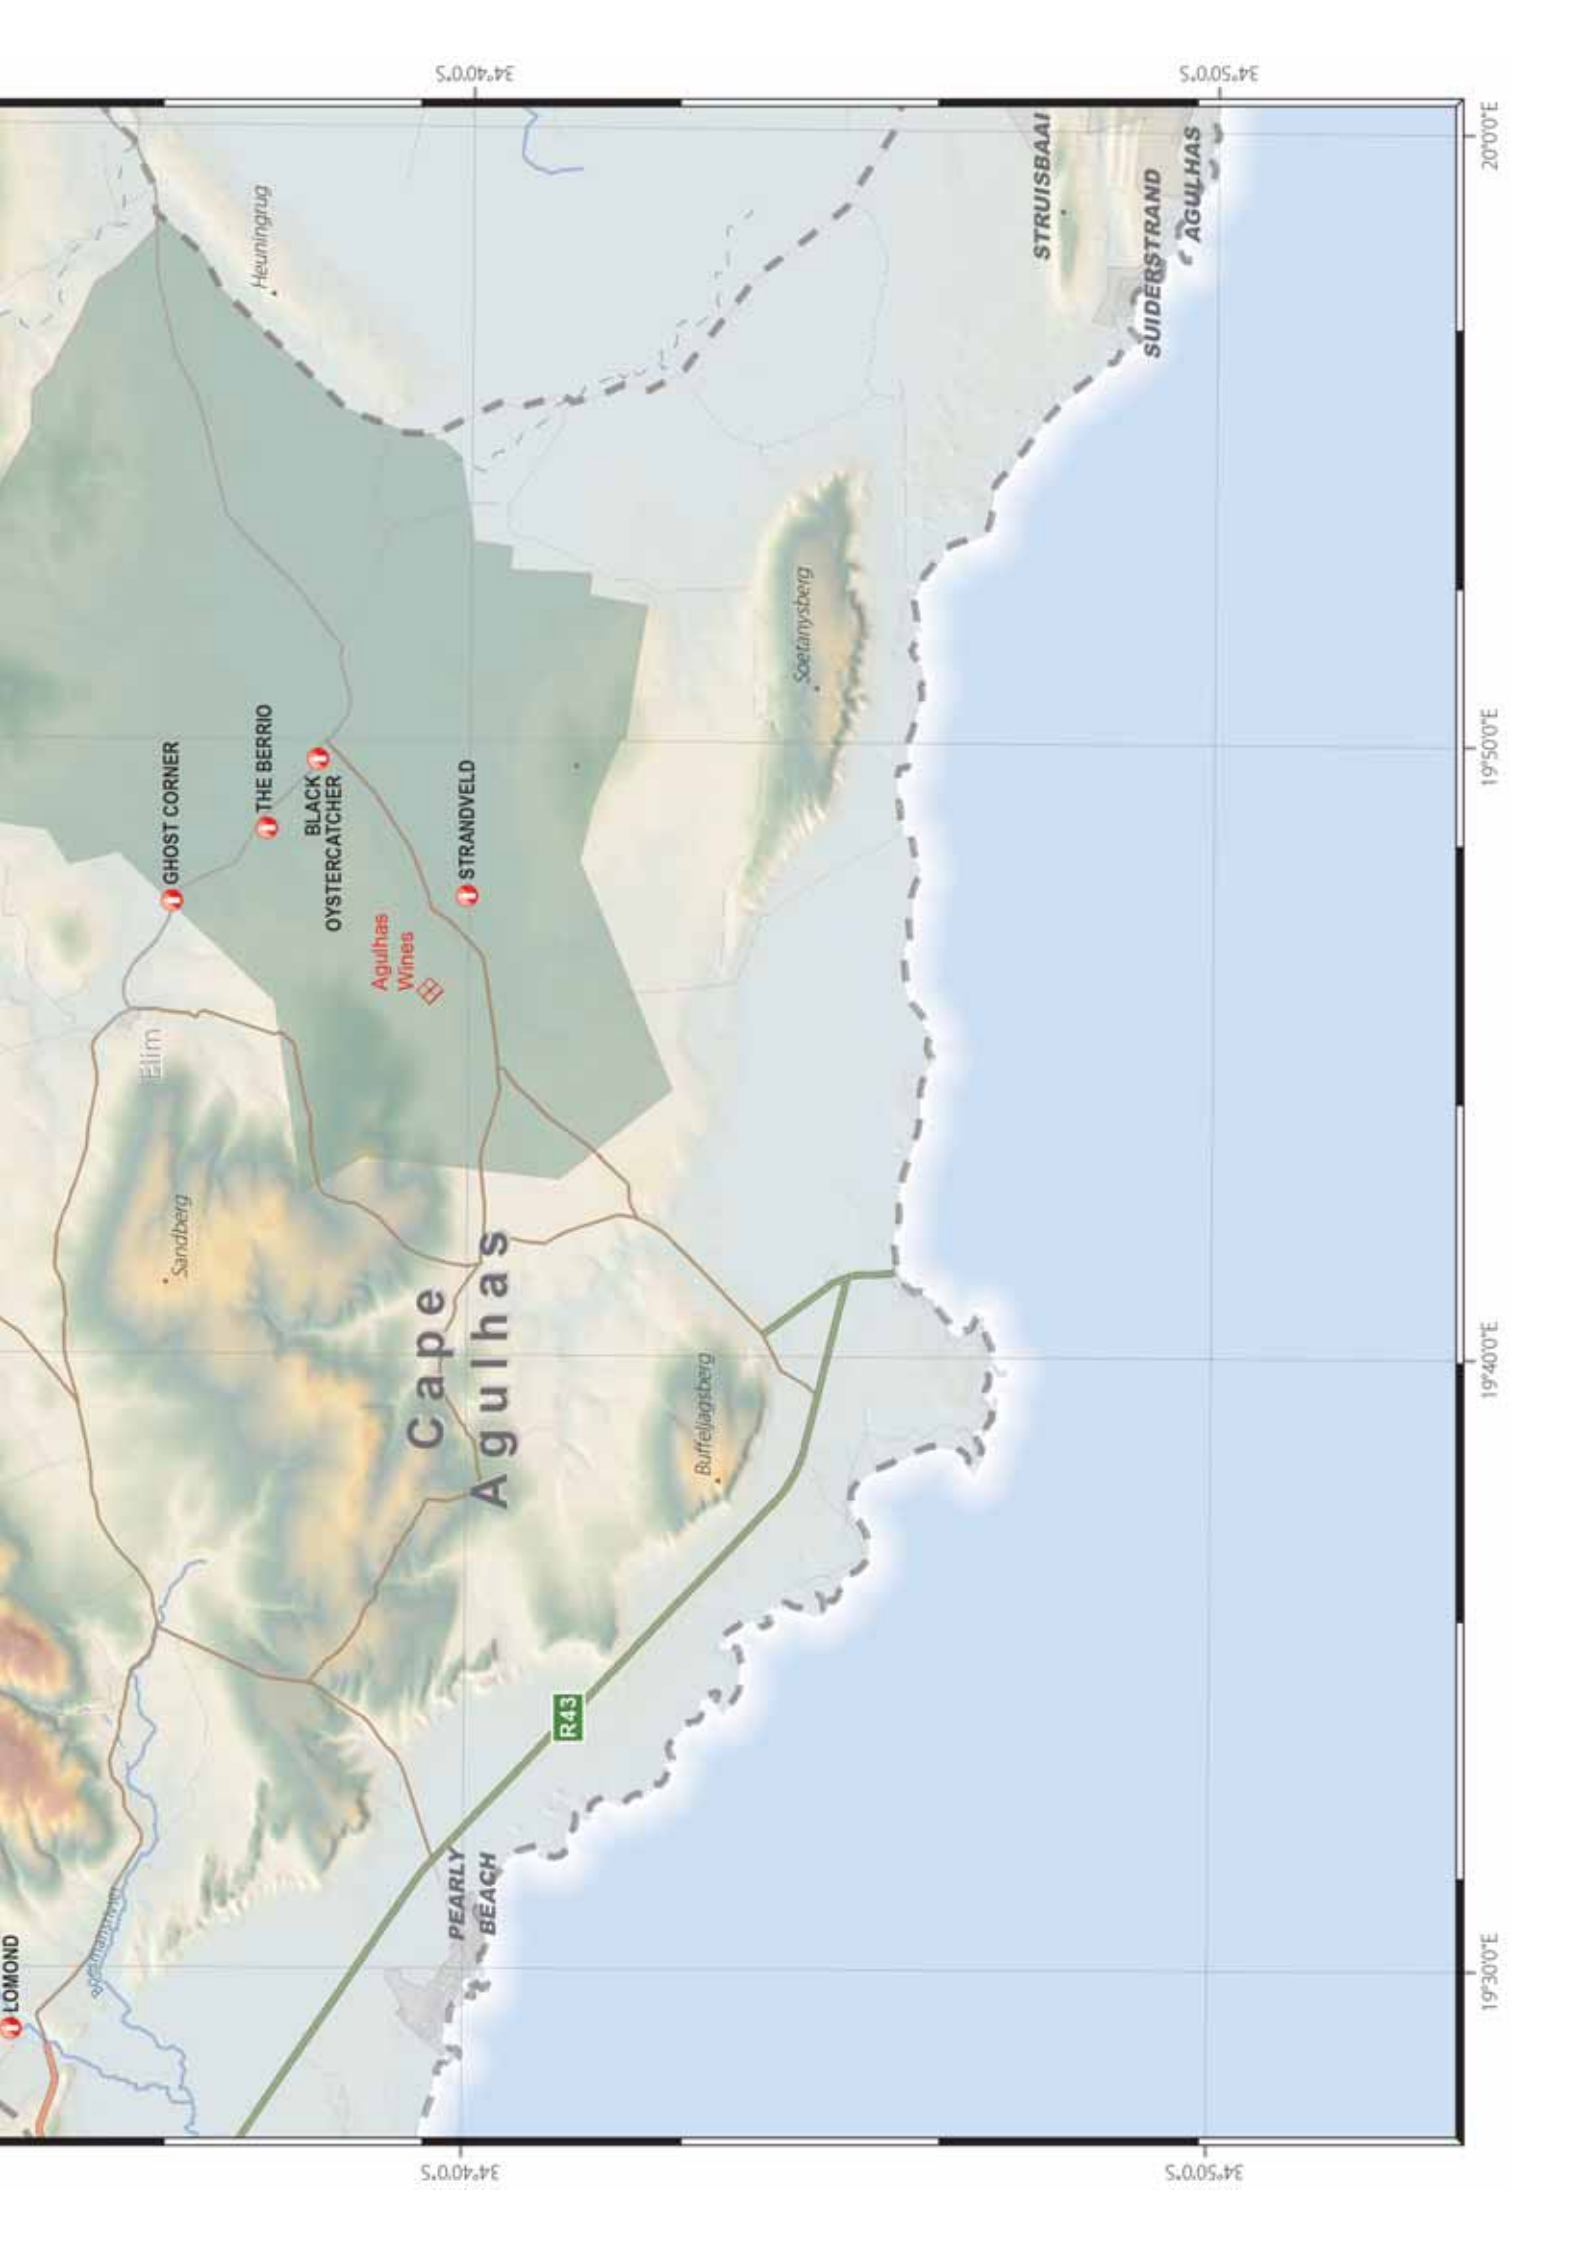 34°40'0"S
34°50'0"S
20°0'0"E
Heuningrug
STRUISBAAI
SUIDERSTRAND
AGULHAS
Soetanysberg
GHOST CORNER
THE BERRIO
BLACK
OYSTERCATCHER
STRANDVELD
19°50'0"E
Agulhas
Wines
Elim
Sandberg
Cape
Agulhas
Buffeljagsberg
19°40'0"E
R43
PEARLY
BEACH
LOMOND
19°30'0"E
34°40'0"S
34°50'0"S